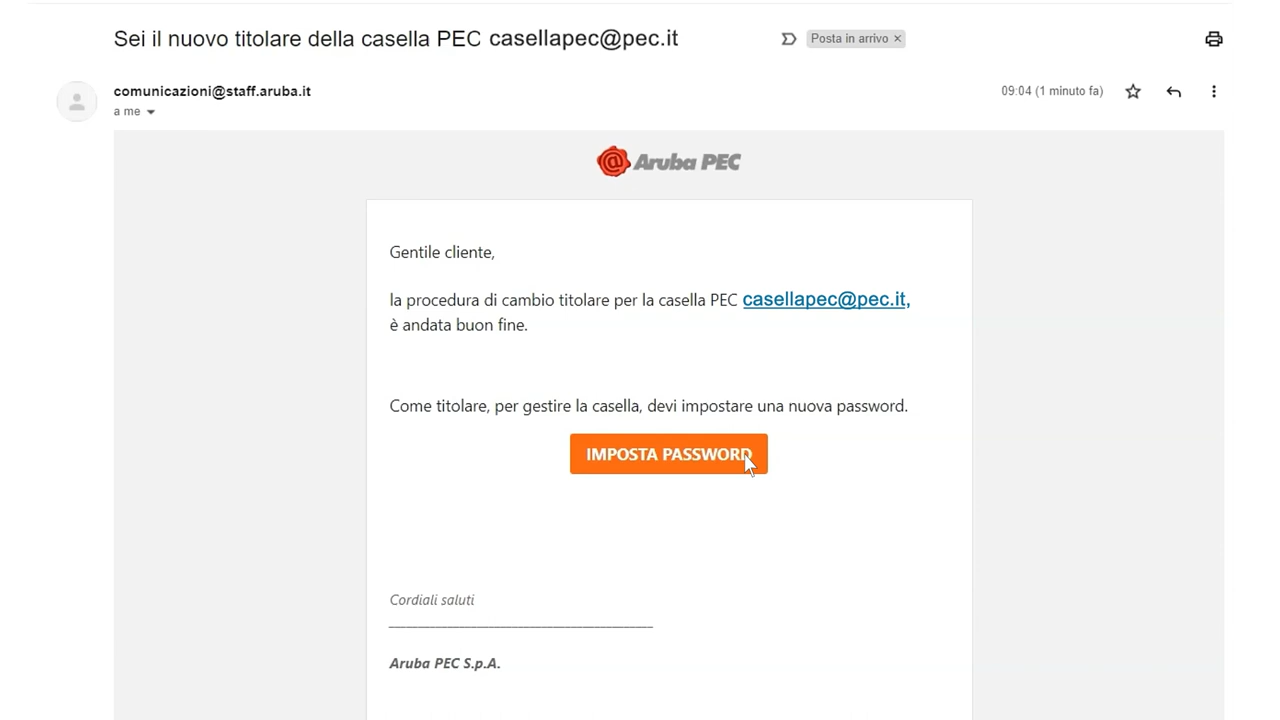 Sei il nuovo titolare della casella PEC casellapec@pec.it
Posta in arrivo ×
comunicazioni@staff.aruba.it
09:04 (1 minuto fa)
a me
@ Aruba PEC
Gentile cliente,
la procedura di cambio titolare per la casella PEC casellapec@pec.it,
è andata buon fine.
Come titolare, per gestire la casella, devi impostare una nuova password.
IMPOSTA PASSWORD
Cordiali saluti
Aruba PEC S.p.A.